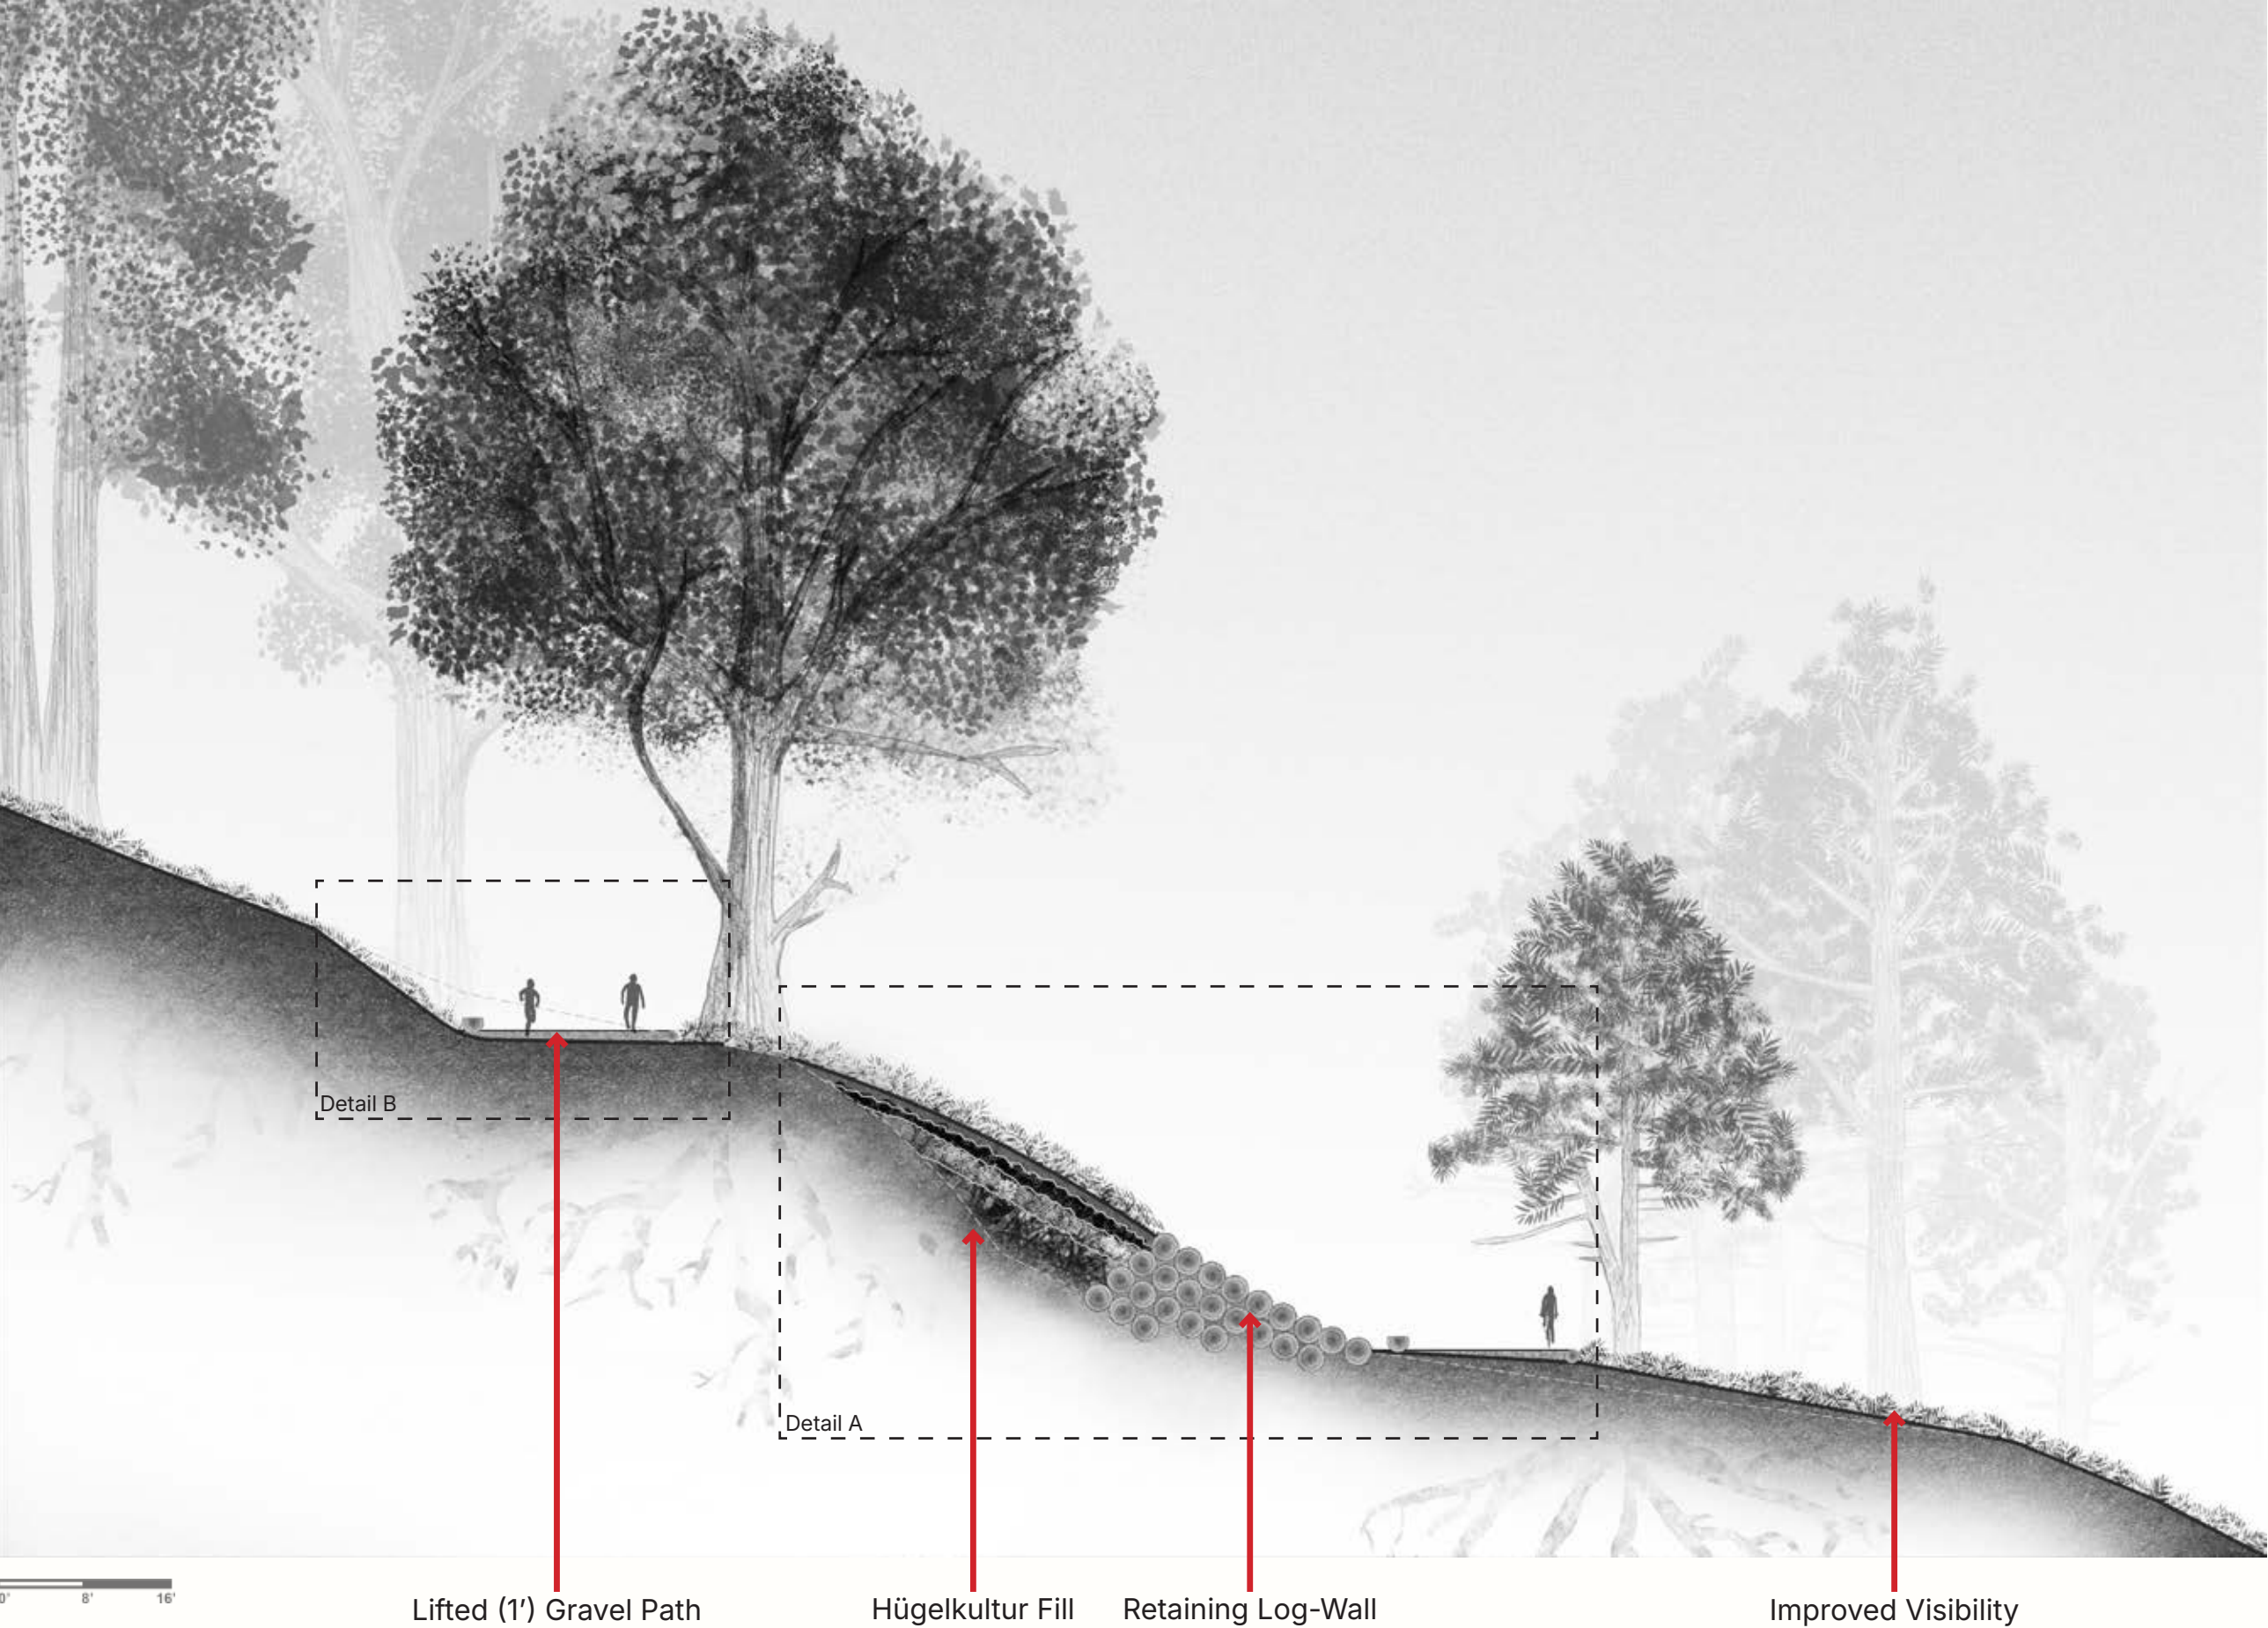 Detail B
Detail A
0' 8' 16'
Lifted (1’) Gravel Path
Hügelkultur Fill
Retaining Log-Wall
Improved Visibility